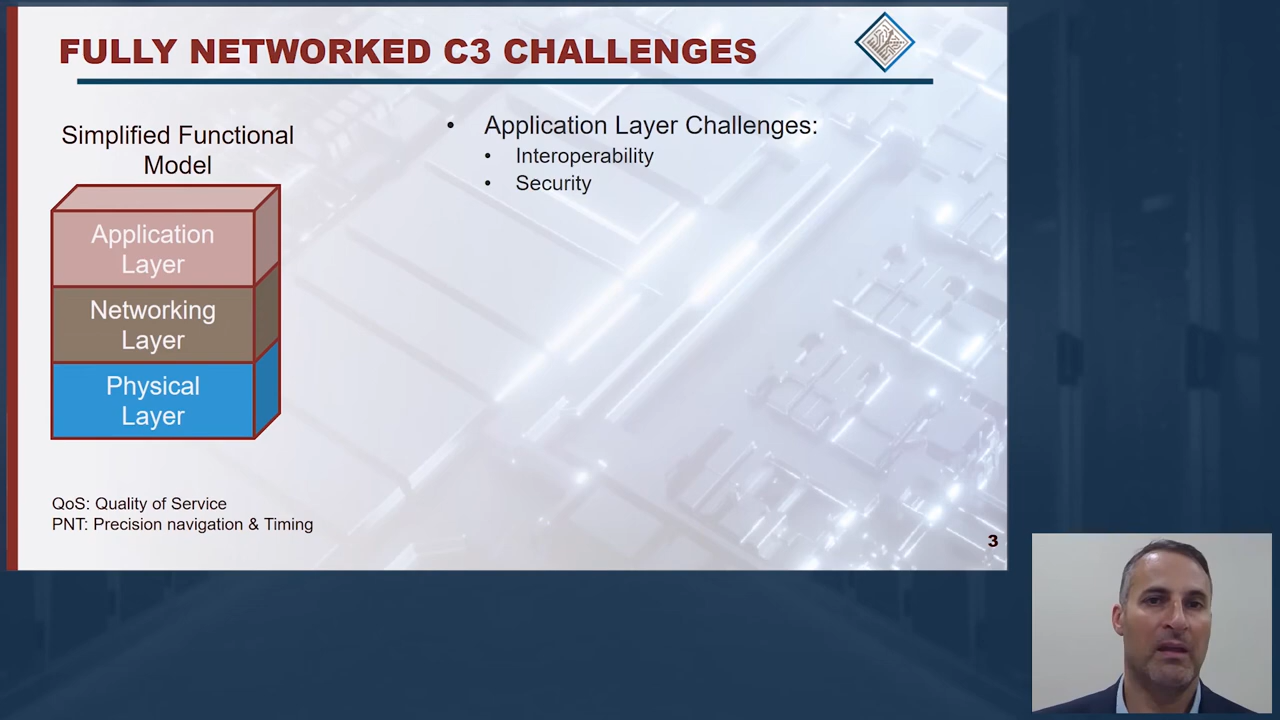 FULLY NETWORKED C3 CHALLENGES
Simplified Functional
Model
Application
Layer
Networking
Layer
Physical
Layer
QoS: Quality of Service
PNT: Precision navigation & Timing
• Application Layer Challenges:
• Interoperability
• Security
3